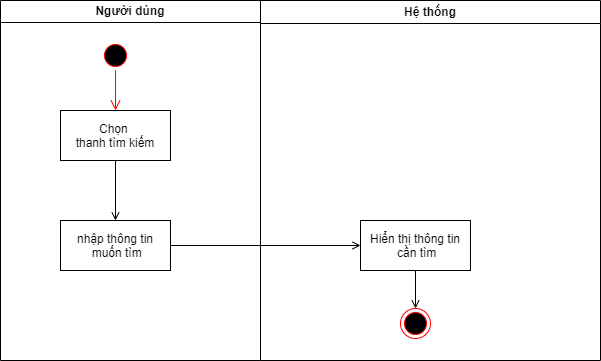 Người dùng
Hệ thống
Chọn
thanh tìm kiếm
nhập thông tin
muốn tìm
Hiển thị thông tin
cần tìm